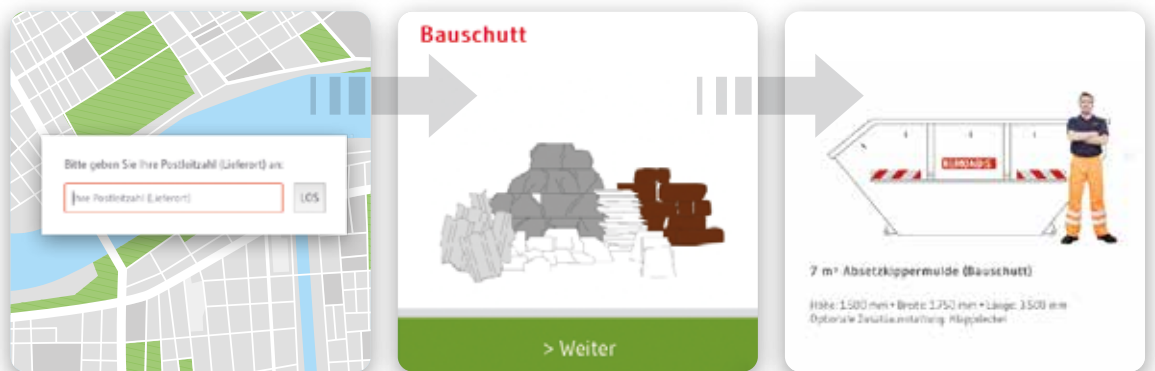 Bitte geben Sie Ihre Postleitzahl (Lieferort) an:
Ihre Postleitzahl (Lieferort)
LOS
Bauschutt
> Weiter
REMONDIS
7 m³ Absetzkippermulde (Bauschutt)
Höhe: 1.500 mm • Breite: 1.750 mm • Länge: 3.500 mm
Optionale Zusatzausstattung: Klappdeckel